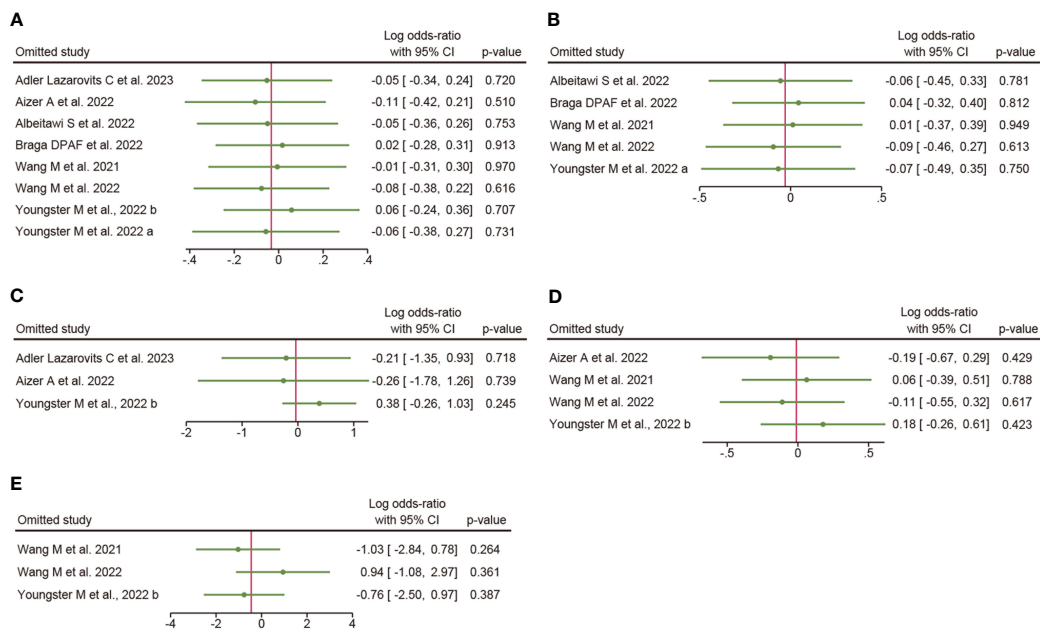 A
Log odds-ratio
Omitted study with 95% CI p-value
Adler Lazarovits C et al. 2023 -0.05 [ -0.34, 0.24] 0.720
Aizer A et al. 2022 -0.11 [ -0.42, 0.21] 0.510
Albeitawi S et al. 2022 -0.05 [ -0.36, 0.26] 0.753
Braga DPAF et al. 2022 0.02 [ -0.28, 0.31] 0.913
Wang M et al. 2021 -0.01 [ -0.31, 0.30] 0.970
Wang M et al. 2022 -0.08 [ -0.38, 0.22] 0.616
Youngster M et al., 2022 b 0.06 [ -0.24, 0.36] 0.707
Youngster M et al. 2022 a -0.06 [ -0.38, 0.27] 0.731
-.4 -.2 0 .2 .4
B
Log odds-ratio
Omitted study with 95% CI p-value
Albeitawi S et al. 2022 -0.06 [ -0.45, 0.33] 0.781
Braga DPAF et al. 2022 0.04 [ -0.32, 0.40] 0.812
Wang M et al. 2021 0.01 [ -0.37, 0.39] 0.949
Wang M et al. 2022 -0.09 [ -0.46, 0.27] 0.613
Youngster M et al. 2022 a -0.07 [ -0.49, 0.35] 0.750
-.5 0 .5
C
Log odds-ratio
Omitted study with 95% CI p-value
Adler Lazarovits C et al. 2023 -0.21 [ -1.35, 0.93] 0.718
Aizer A et al. 2022 -0.26 [ -1.78, 1.26] 0.739
Youngster M et al., 2022 b 0.38 [ -0.26, 1.03] 0.245
-2 -1 0 1
D
Log odds-ratio
Omitted study with 95% CI p-value
Aizer A et al. 2022 -0.19 [ -0.67, 0.29] 0.429
Wang M et al. 2021 0.06 [ -0.39, 0.51] 0.788
Wang M et al. 2022 -0.11 [ -0.55, 0.32] 0.617
Youngster M et al., 2022 b 0.18 [ -0.26, 0.61] 0.423
-.5 0 .5
E
Log odds-ratio
Omitted study with 95% CI p-value
Wang M et al. 2021 -1.03 [ -2.84, 0.78] 0.264
Wang M et al. 2022 0.94 [ -1.08, 2.97] 0.361
Youngster M et al., 2022 b -0.76 [ -2.50, 0.97] 0.387
-4 -2 0 2 4